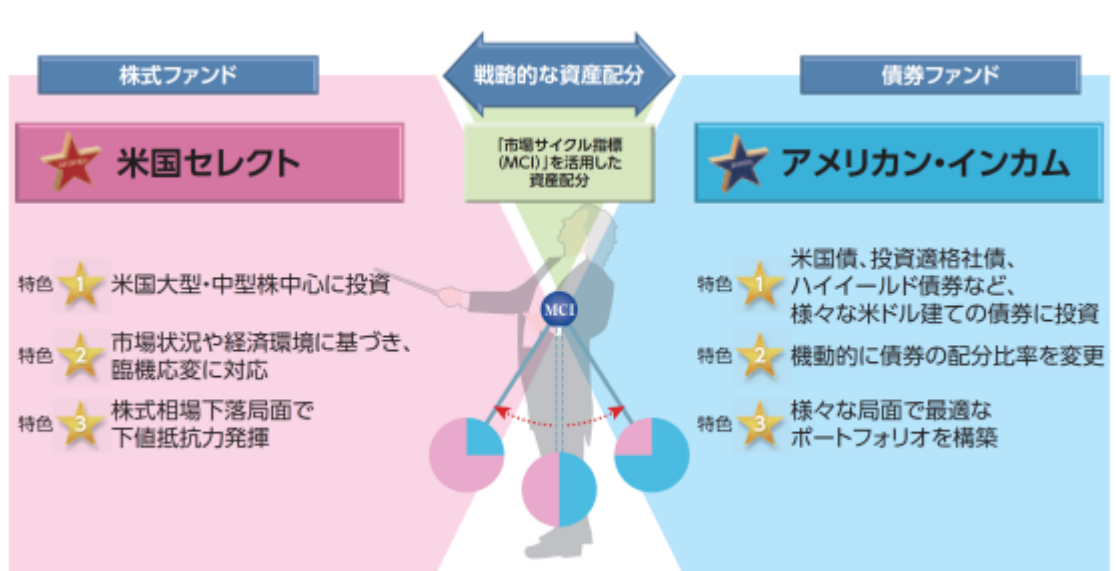 株式ファンド
戦略的な資産配分
債券ファンド
米国セレクト
「市場サイクル指標
(MCI)」を活用した
資産配分
アメリカン・インカム
特色 1 米国大型・中型株中心に投資
特色 2 市場状況や経済環境に基づき、
臨機応変に対応
特色 3 株式相場下落局面で
下値抵抗力発揮
MCI
特色 1 米国債、投資適格社債、
ハイイールド債券など、
様々な米ドル建ての債券に投資
特色 2 機動的に債券の配分比率を変更
特色 3 様々な局面で最適な
ポートフォリオを構築